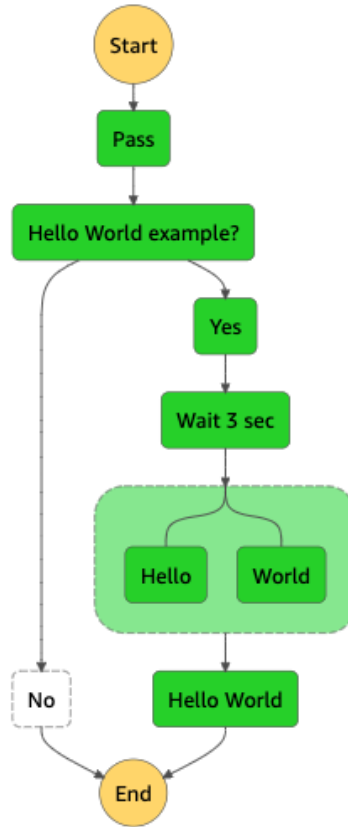 Start
Pass
Hello World example?
Yes
Wait 3 sec
Hello
World
No
Hello World
End